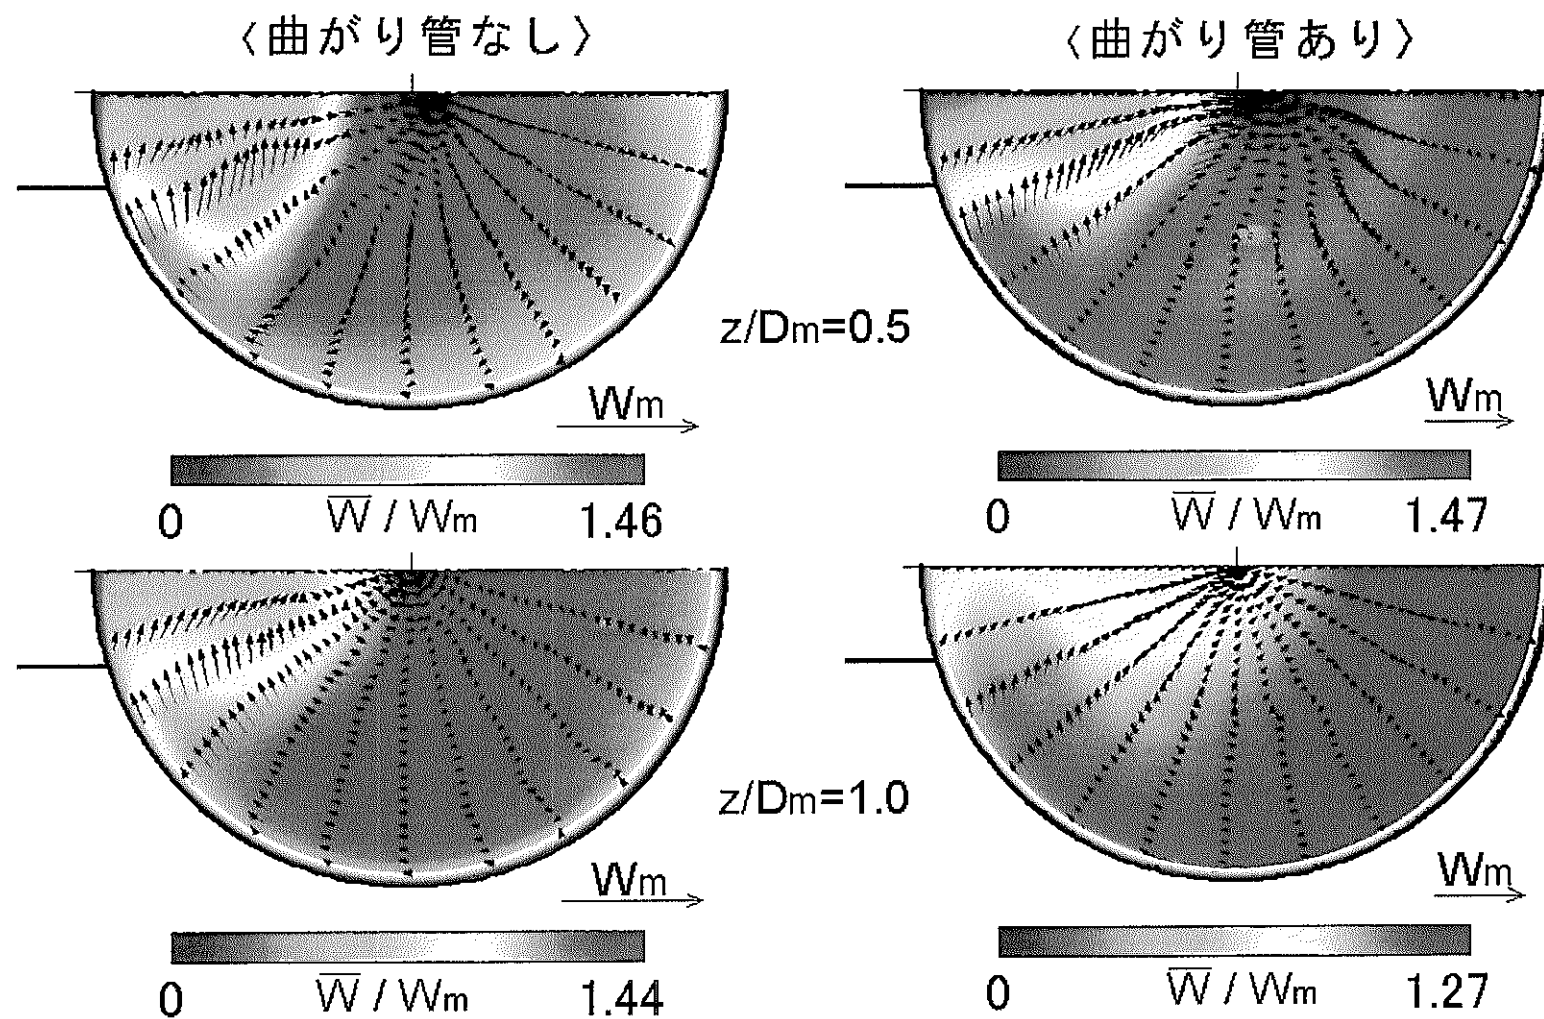 〈曲がり管なし〉
〈曲がり管あり〉
z/Dm=0.5
Wm
Wm
0 W̅ / Wm 1.46
0 W̅ / Wm 1.47
z/Dm=1.0
Wm
Wm
0 W̅ / Wm 1.44
0 W̅ / Wm 1.27